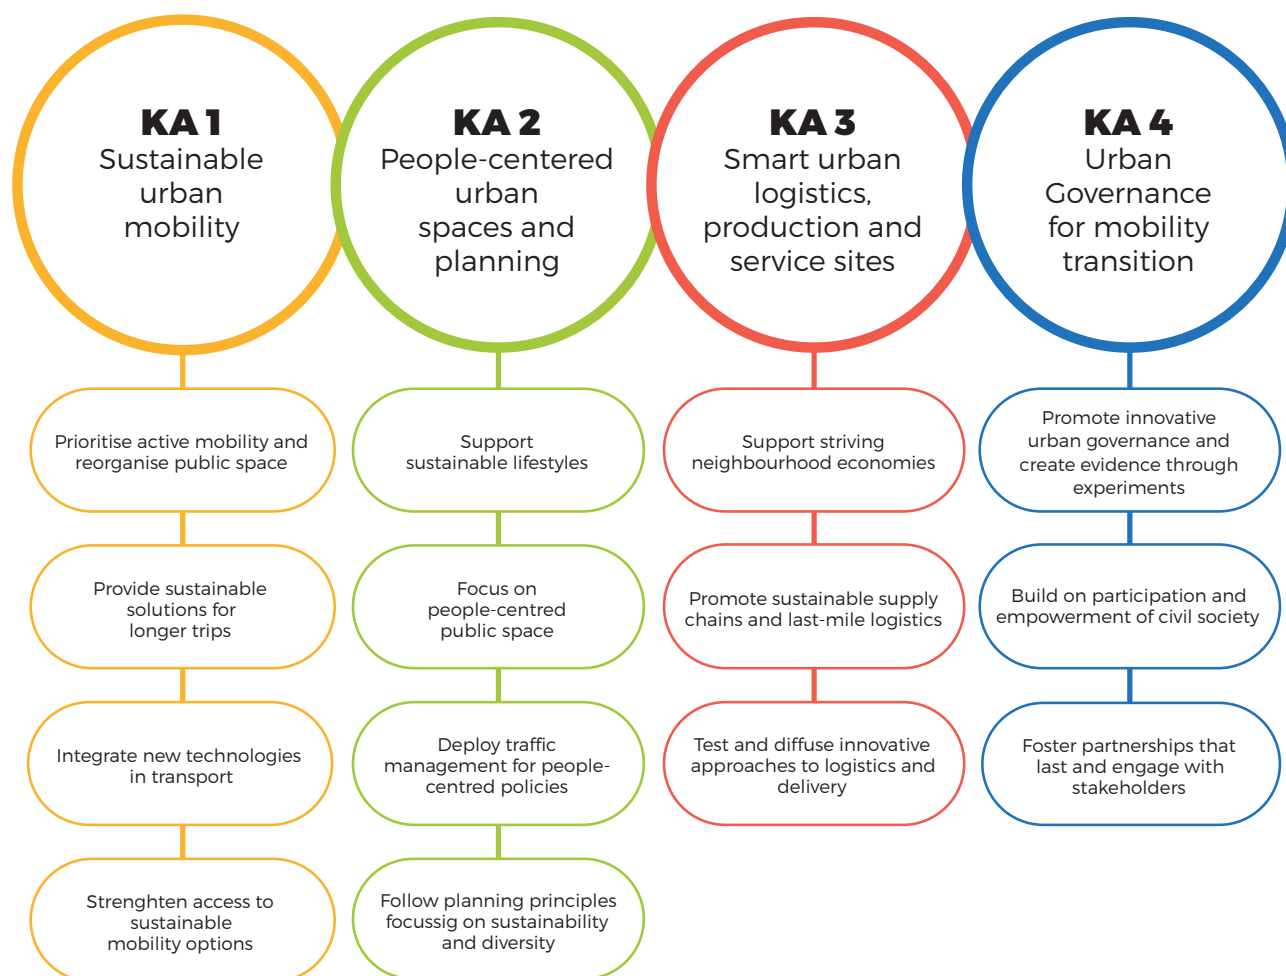 KA 1
Sustainable
urban
mobility
Prioritise active mobility and
reorganise public space
Provide sustainable
solutions for
longer trips
Integrate new technologies
in transport
Strenghten access to
sustainable
mobility options
KA 2
People-centered
urban
spaces and
planning
Support
sustainable lifestyles
Focus on
people-centred
public space
Deploy traffic
management for people-
centred policies
Follow planning principles
focussig on sustainability
and diversity
KA 3
Smart urban
logistics,
production and
service sites
Support striving
neighbourhood economies
Promote sustainable supply
chains and last-mile logistics
Test and diffuse innovative
approaches to logistics and
delivery
KA 4
Urban
Governance
for mobility
transition
Promote innovative
urban governance and
create evidence through
experiments
Build on participation and
empowerment of civil society
Foster partnerships that
last and engage with
stakeholders